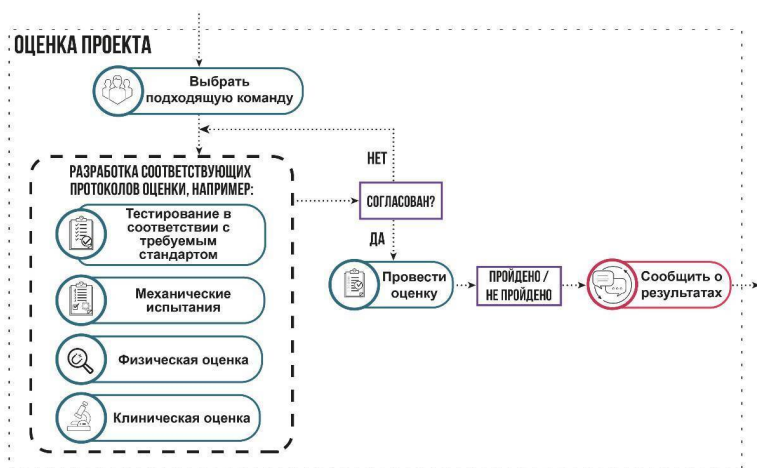 ОЦЕНКА ПРОЕКТА
Выбрать
подходящую команду
РАЗРАБОТКА СООТВЕТСТВУЮЩИХ
ПРОТОКОЛОВ ОЦЕНКИ, НАПРИМЕР:
Тестирование в
соответствии с
требуемым
стандартом
Механические
испытания
Физическая оценка
Клиническая оценка
НЕТ
СОГЛАСОВАН?
ДА
Провести
оценку
ПРОЙДЕНО /
НЕ ПРОЙДЕНО
Сообщить о
результатах